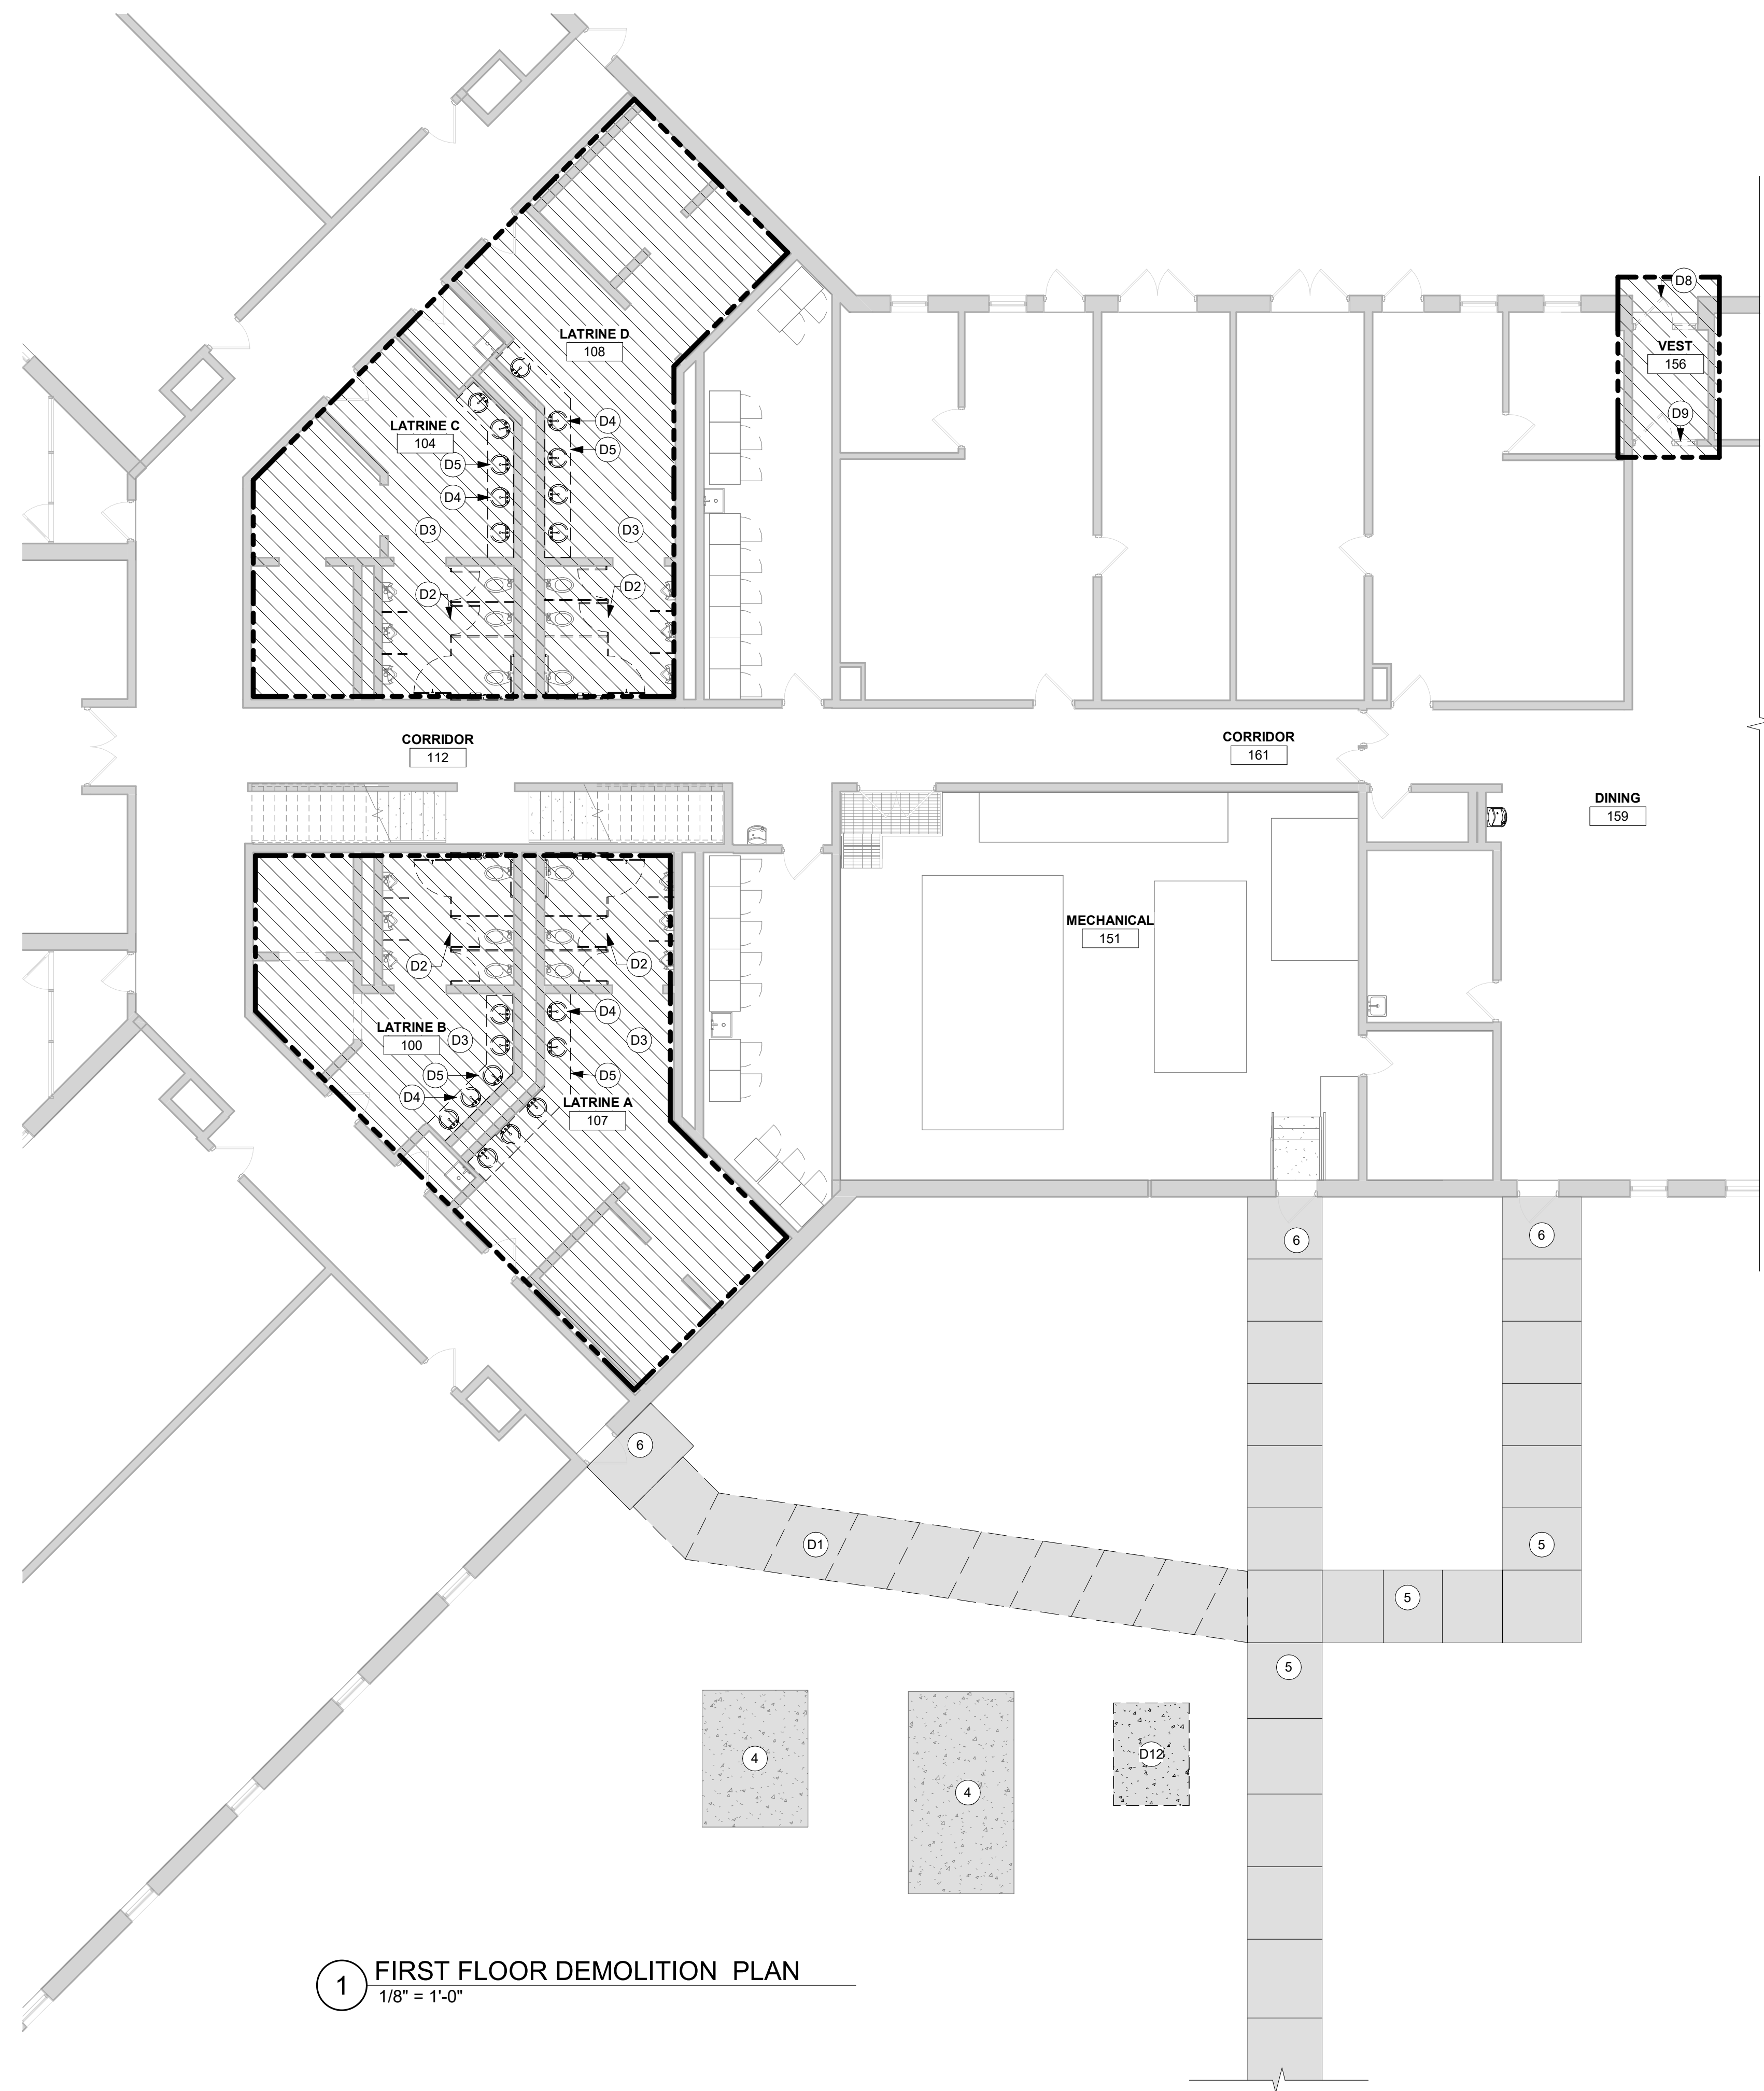 D8
LATRINE D
108
VEST
156
D9
LATRINE C
104
D4
D5
D5
D4
D3
D3
D2
D2
CORRIDOR
112
CORRIDOR
161
DINING
159
MECHANICAL
151
D2
D2
D4
LATRINE B
100
D3
D3
D5
D5
D4
LATRINE A
107
6
6
6
D1
5
5
5
4
D12
4
1
FIRST FLOOR DEMOLITION PLAN
1/8" = 1'-0"